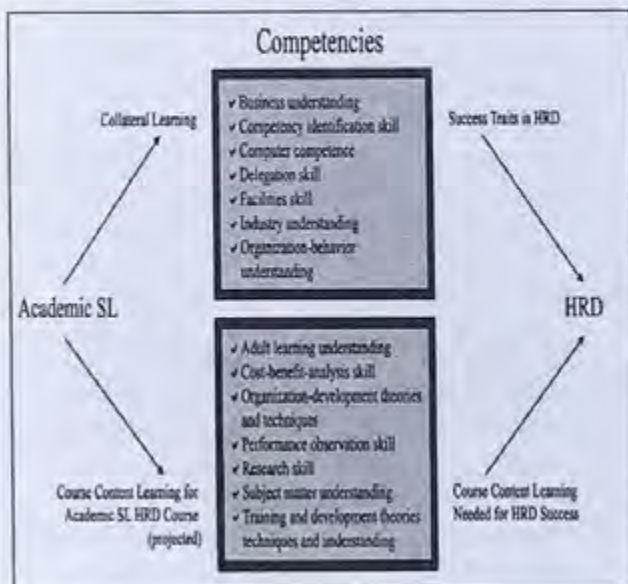 Competencies
Collateral Learning
✓ Business understanding
✓ Competency identification skill
✓ Computer competence
✓ Delegation skill
✓ Facilities skill
✓ Industry understanding
✓ Organization-behavior
understanding
Success Traits in HRD
Academic SL
HRD
✓ Adult learning understanding
✓ Cost-benefit-analysis skill
✓ Organization-development theories
and techniques
✓ Performance observation skill
✓ Research skill
✓ Subject matter understanding
✓ Training and development theories
techniques and understanding
Course Content Learning for
Academic SL HRD Course
(projected)
Course Content Learning
Needed for HRD Success